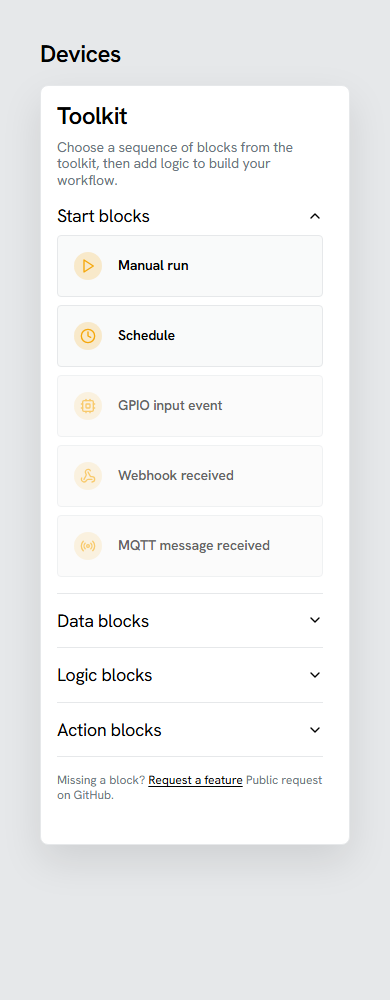 Devices
Toolkit
Choose a sequence of blocks from the
toolkit, then add logic to build your
workflow.
Start blocks
Manual run
Schedule
GPIO input event
Webhook received
MQTT message received
Data blocks
Logic blocks
Action blocks
Missing a block? Request a feature Public request
on GitHub.